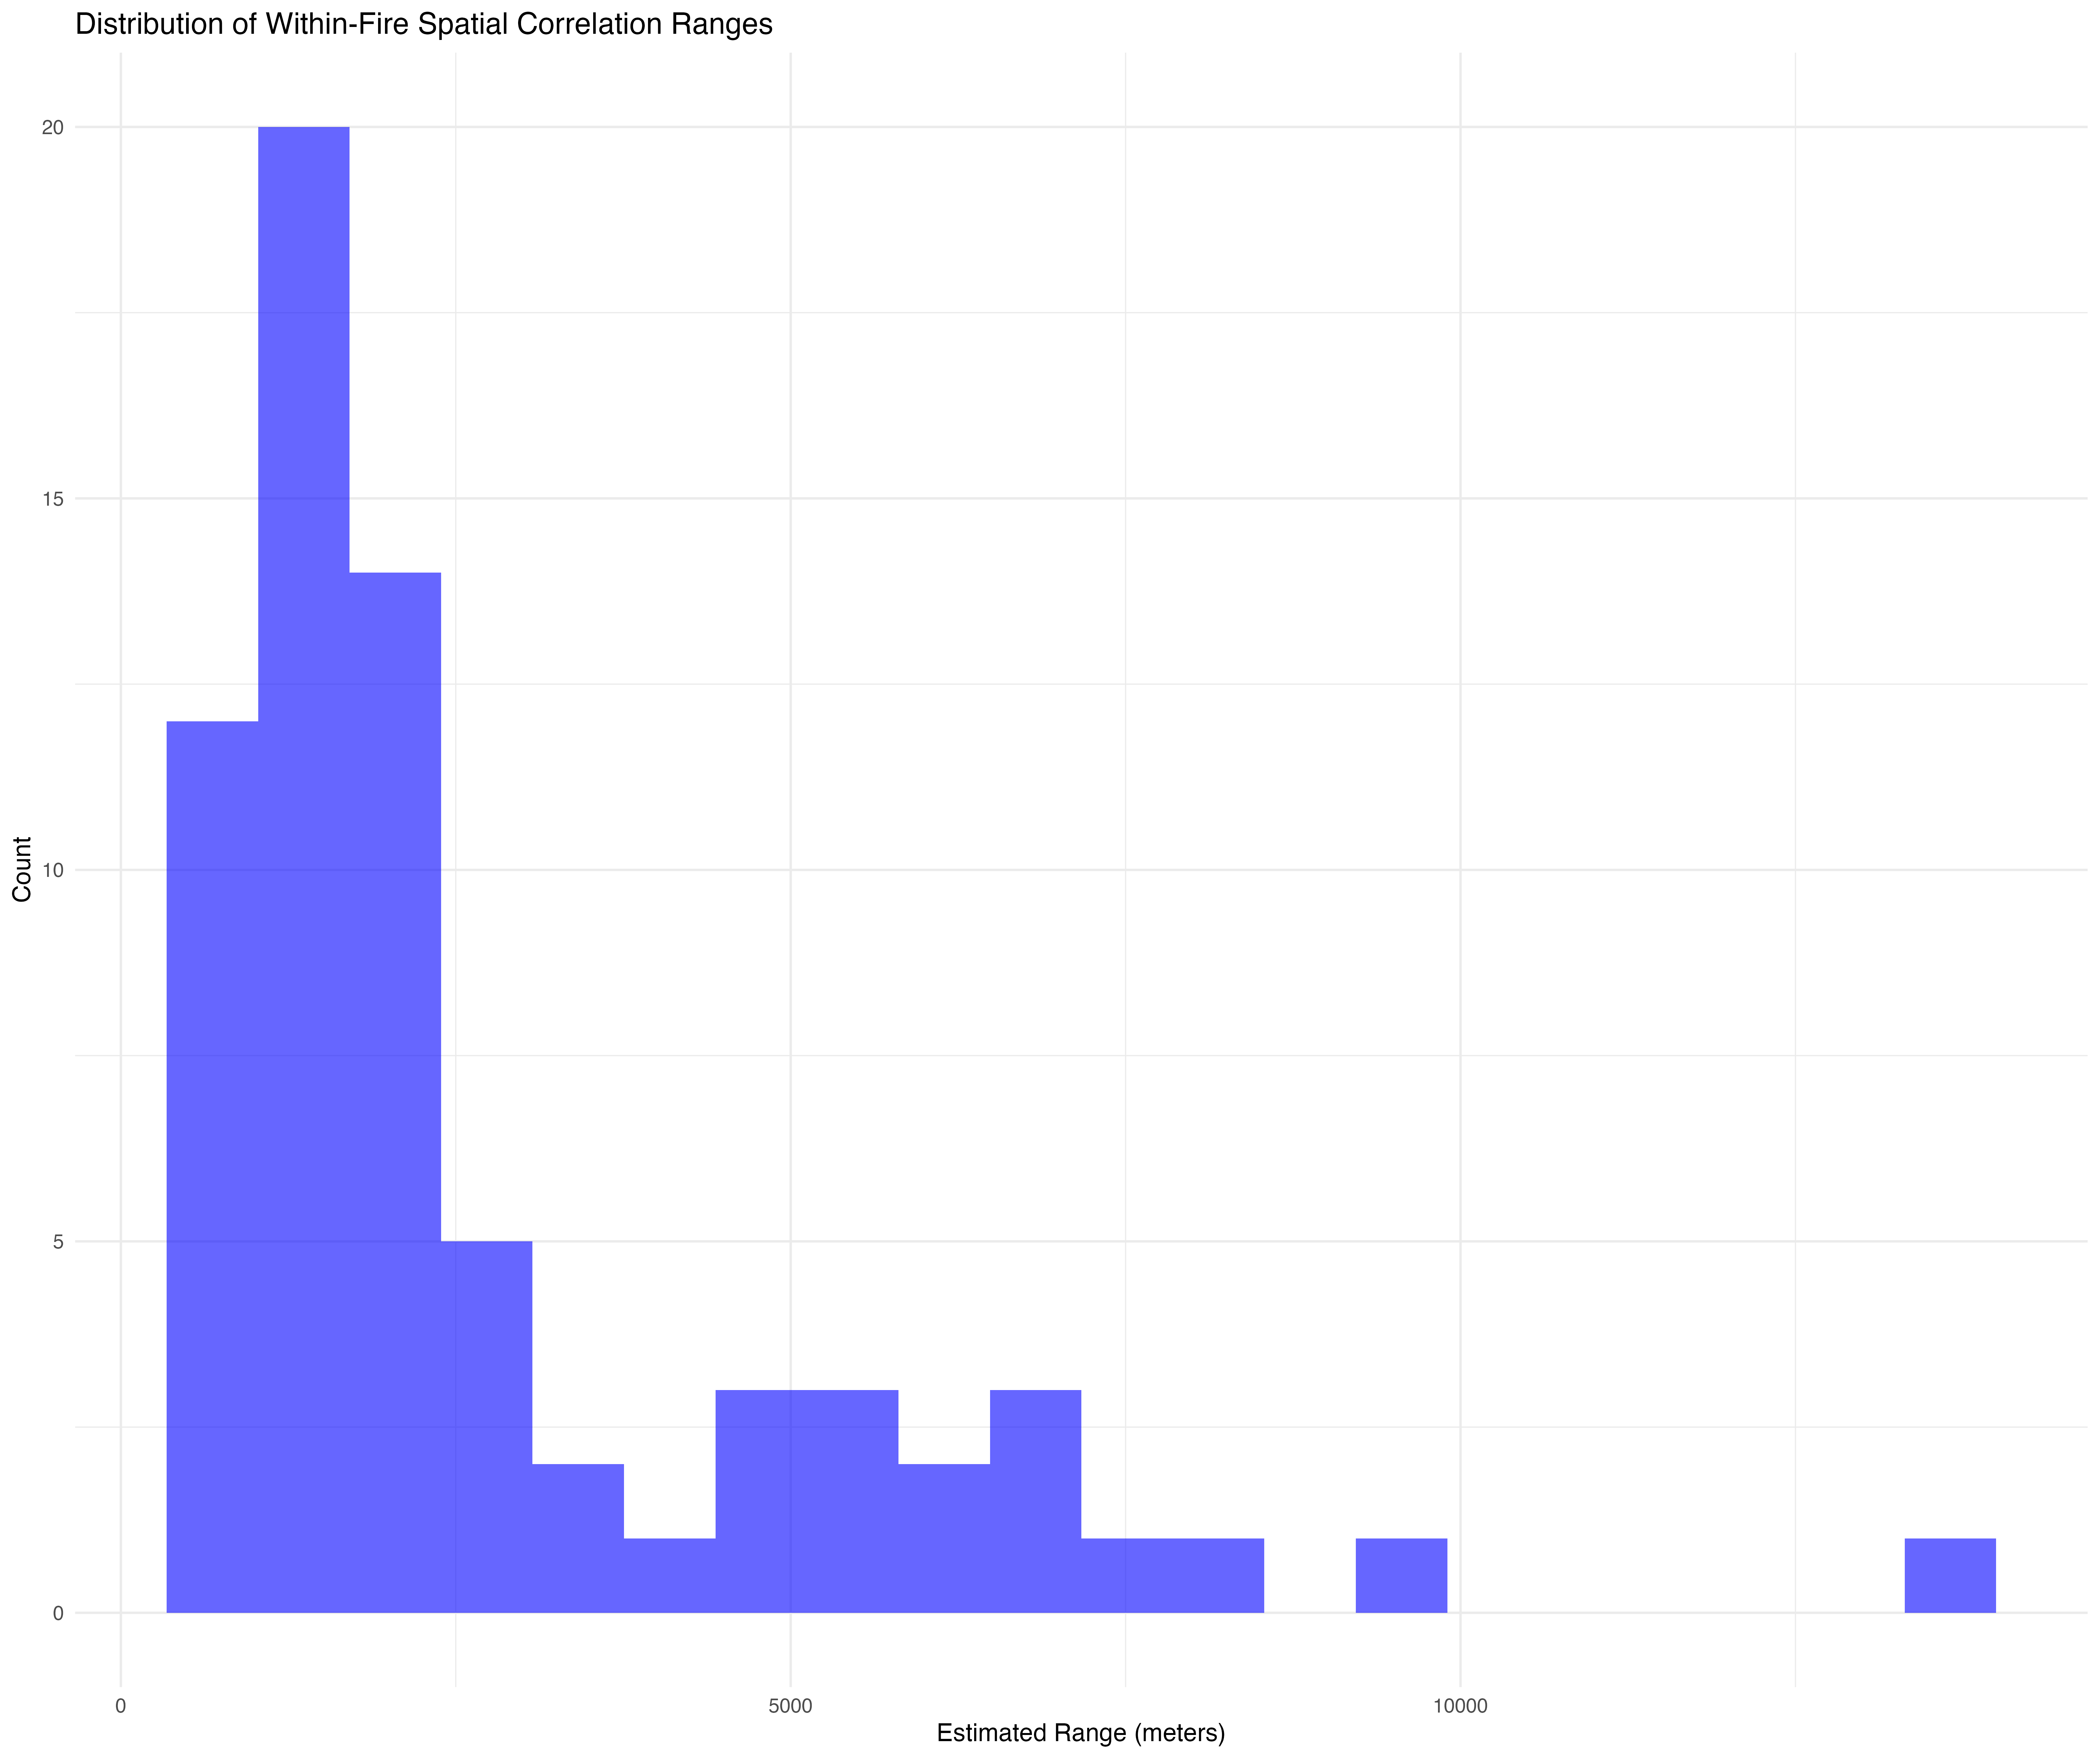 Distribution of Within-Fire Spatial Correlation Ranges
Count
20
15
10
5
0
0 5000 10000
Estimated Range (meters)